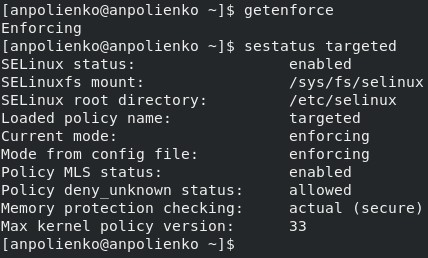 [anpolienko@anpolienko ~]$ getenforce
Enforcing
[anpolienko@anpolienko ~]$ sestatus targeted
SELinux status:                 enabled
SELinuxfs mount:                /sys/fs/selinux
SELinux root directory:         /etc/selinux
Loaded policy name:             targeted
Current mode:                   enforcing
Mode from config file:          enforcing
Policy MLS status:              enabled
Policy deny_unknown status:     allowed
Memory protection checking:     actual (secure)
Max kernel policy version:      33
[anpolienko@anpolienko ~]$